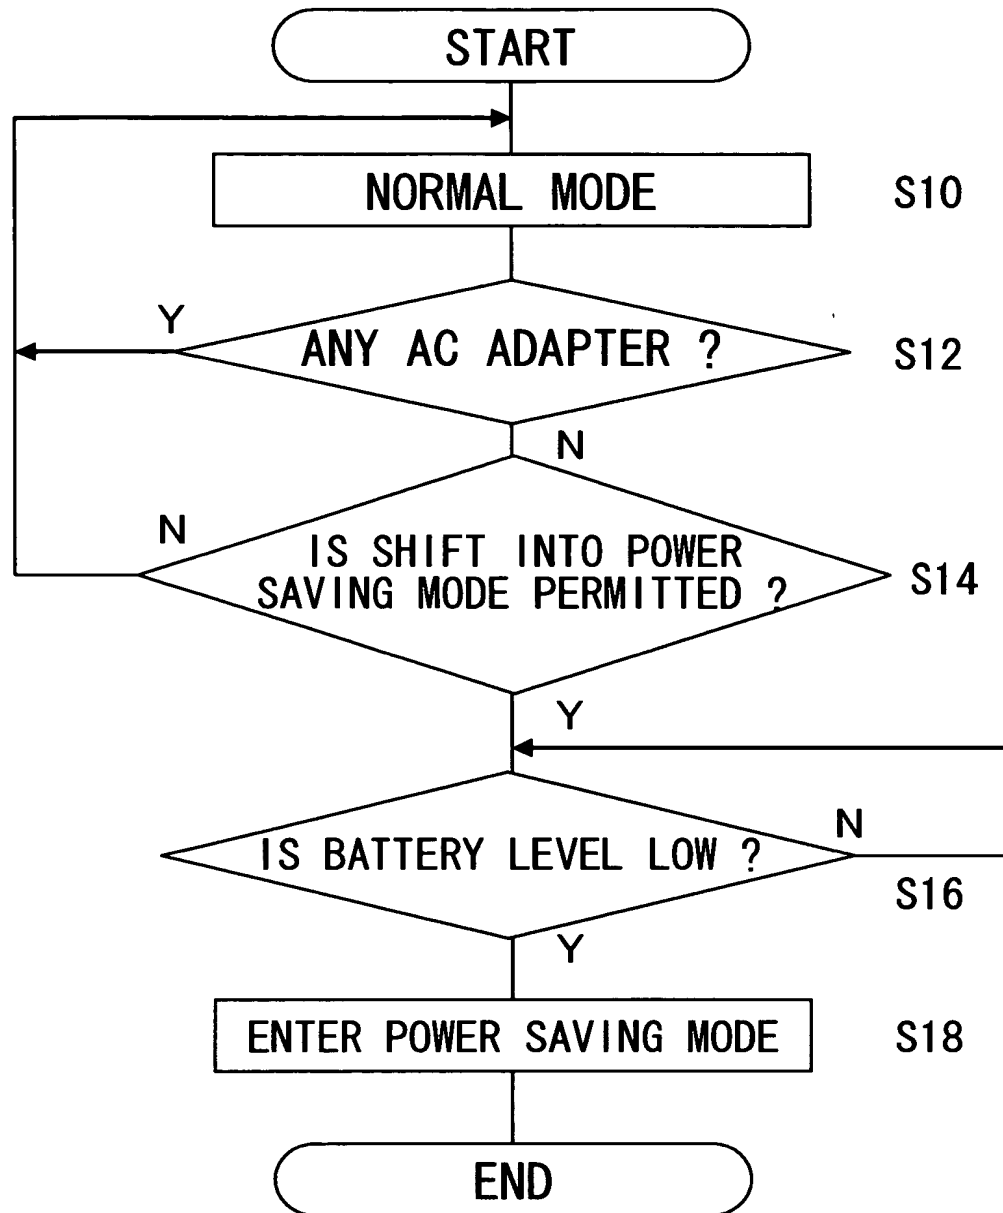 START
NORMAL MODE
S10
Y
ANY AC ADAPTER ?
S12
N
N
IS SHIFT INTO POWER
SAVING MODE PERMITTED ?
S14
Y
N
IS BATTERY LEVEL LOW ?
S16
Y
ENTER POWER SAVING MODE
S18
END